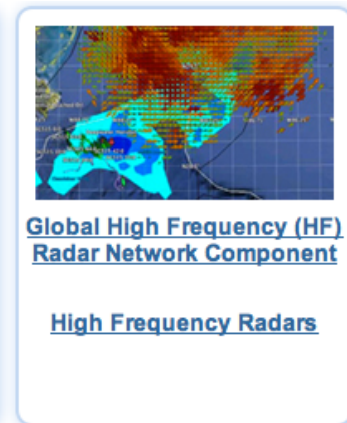 Global High Frequency (HF)
Radar Network Component
High Frequency Radars